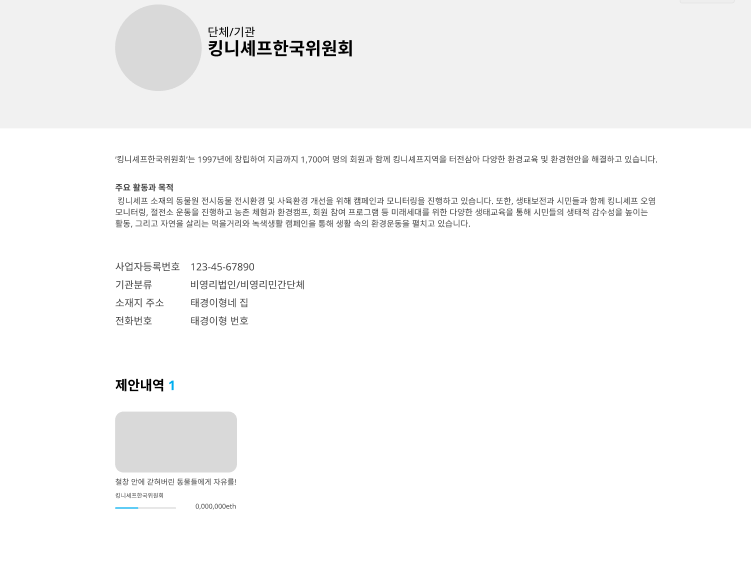 단체/기관
킹니셰프한국위원회
'킹니셰프한국위원회'는 1997년에 창립하여 지금까지 1,700여 명의 회원과 함께 킹니셰프지역을 터전삼아 다양한 환경교육 및 환경현안을 해결하고 있습니다.
주요 활동과 목적
킹니셰프 소재의 동물원 전시동물 전시환경 및 사육환경 개선을 위해 캠페인과 모니터링을 진행하고 있습니다. 또한, 생태보전과 시민들과 함께 킹니셰프 오염
모니터링, 절전소 운동을 진행하고 농촌 체험과 환경캠프, 회원 참여 프로그램 등 미래세대를 위한 다양한 생태교육을 통해 시민들의 생태적 감수성을 높이는
활동, 그리고 자연을 살리는 먹을거리와 녹색생활 캠페인을 통해 생활 속의 환경운동을 펼치고 있습니다.
사업자등록번호 123-45-67890
기관분류 비영리법인/비영리민간단체
소재지 주소 태경이형네 집
전화번호 태경이형 번호
제안내역 1
철창 안에 갇혀버린 동물들에게 자유를!
킹니셰프한국위원회
0,000,000eth